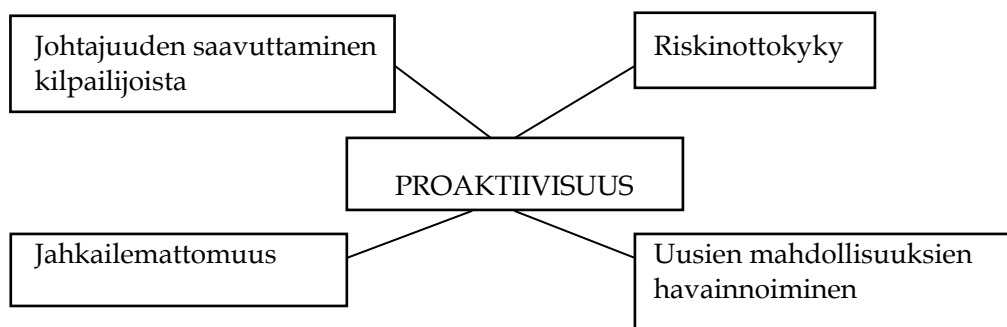 Johtajuuden saavuttaminen
kilpailijoista
Riskinottokyky
PROAKTIIVISUUS
Jahkailemattomuus
Uusien mahdollisuuksien
havainnoiminen